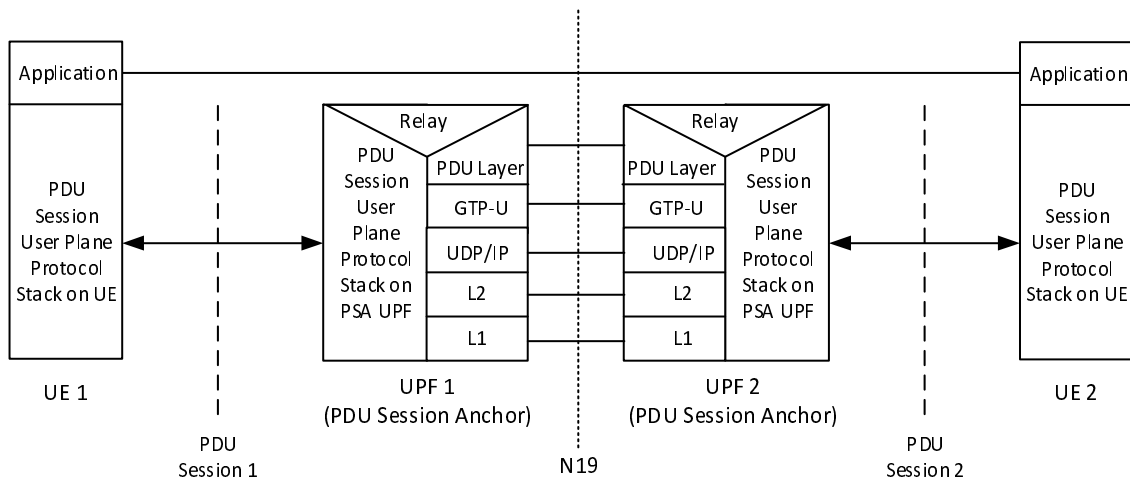 Application
PDU
Session
User Plane
Protocol
Stack on UE
UE 1
PDU
Session 1
Relay
PDU
Session
User
Plane
Protocol
Stack on
PSA UPF
PDU Layer
GTP-U
UDP/IP
L2
L1
UPF 1
(PDU Session Anchor)
N19
Relay
PDU Layer
GTP-U
UDP/IP
L2
L1
PDU
Session
User
Plane
Protocol
Stack on
PSA UPF
UPF 2
(PDU Session Anchor)
PDU
Session 2
Application
PDU
Session
User Plane
Protocol
Stack on UE
UE 2